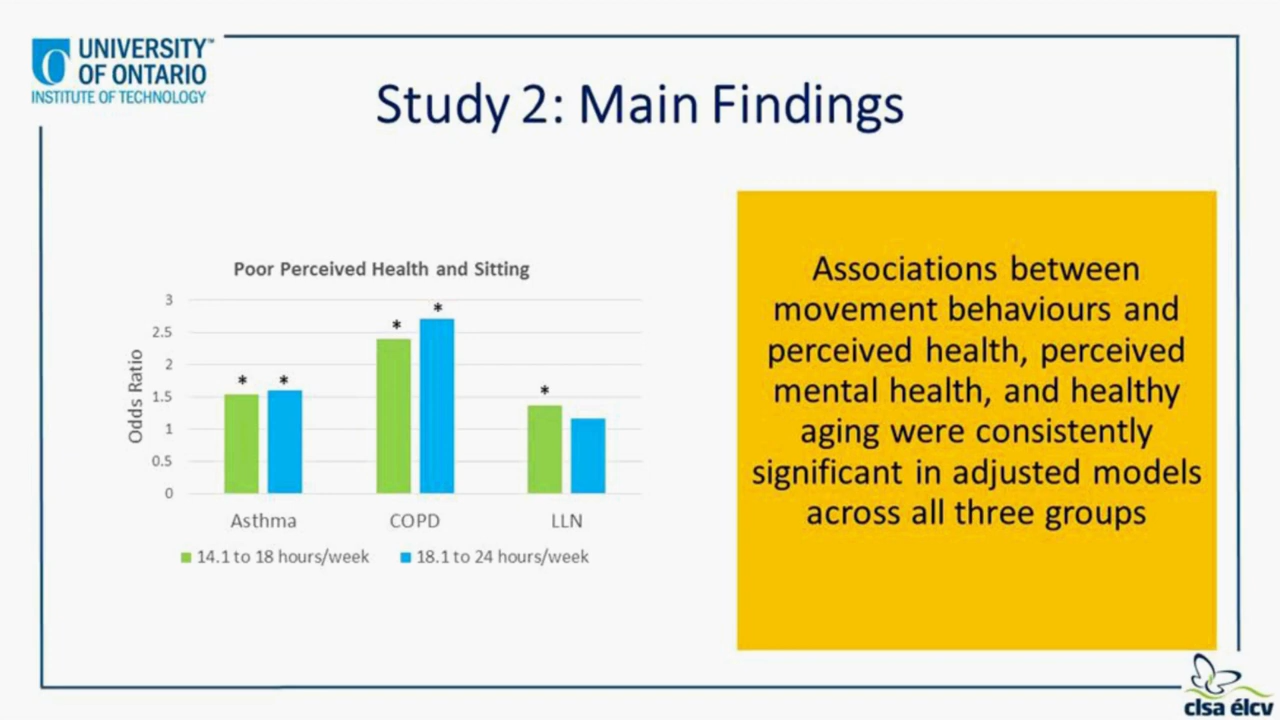 UNIVERSITY™
OF ONTARIO
INSTITUTE OF TECHNOLOGY
Study 2: Main Findings
Poor Perceived Health and Sitting
Odds Ratio
3
2.5
2
1.5
1
0.5
0
* * * * *
Asthma COPD LLN
14.1 to 18 hours/week 18.1 to 24 hours/week
Associations between
movement behaviours and
perceived health, perceived
mental health, and healthy
aging were consistently
significant in adjusted models
across all three groups
clsa élcv